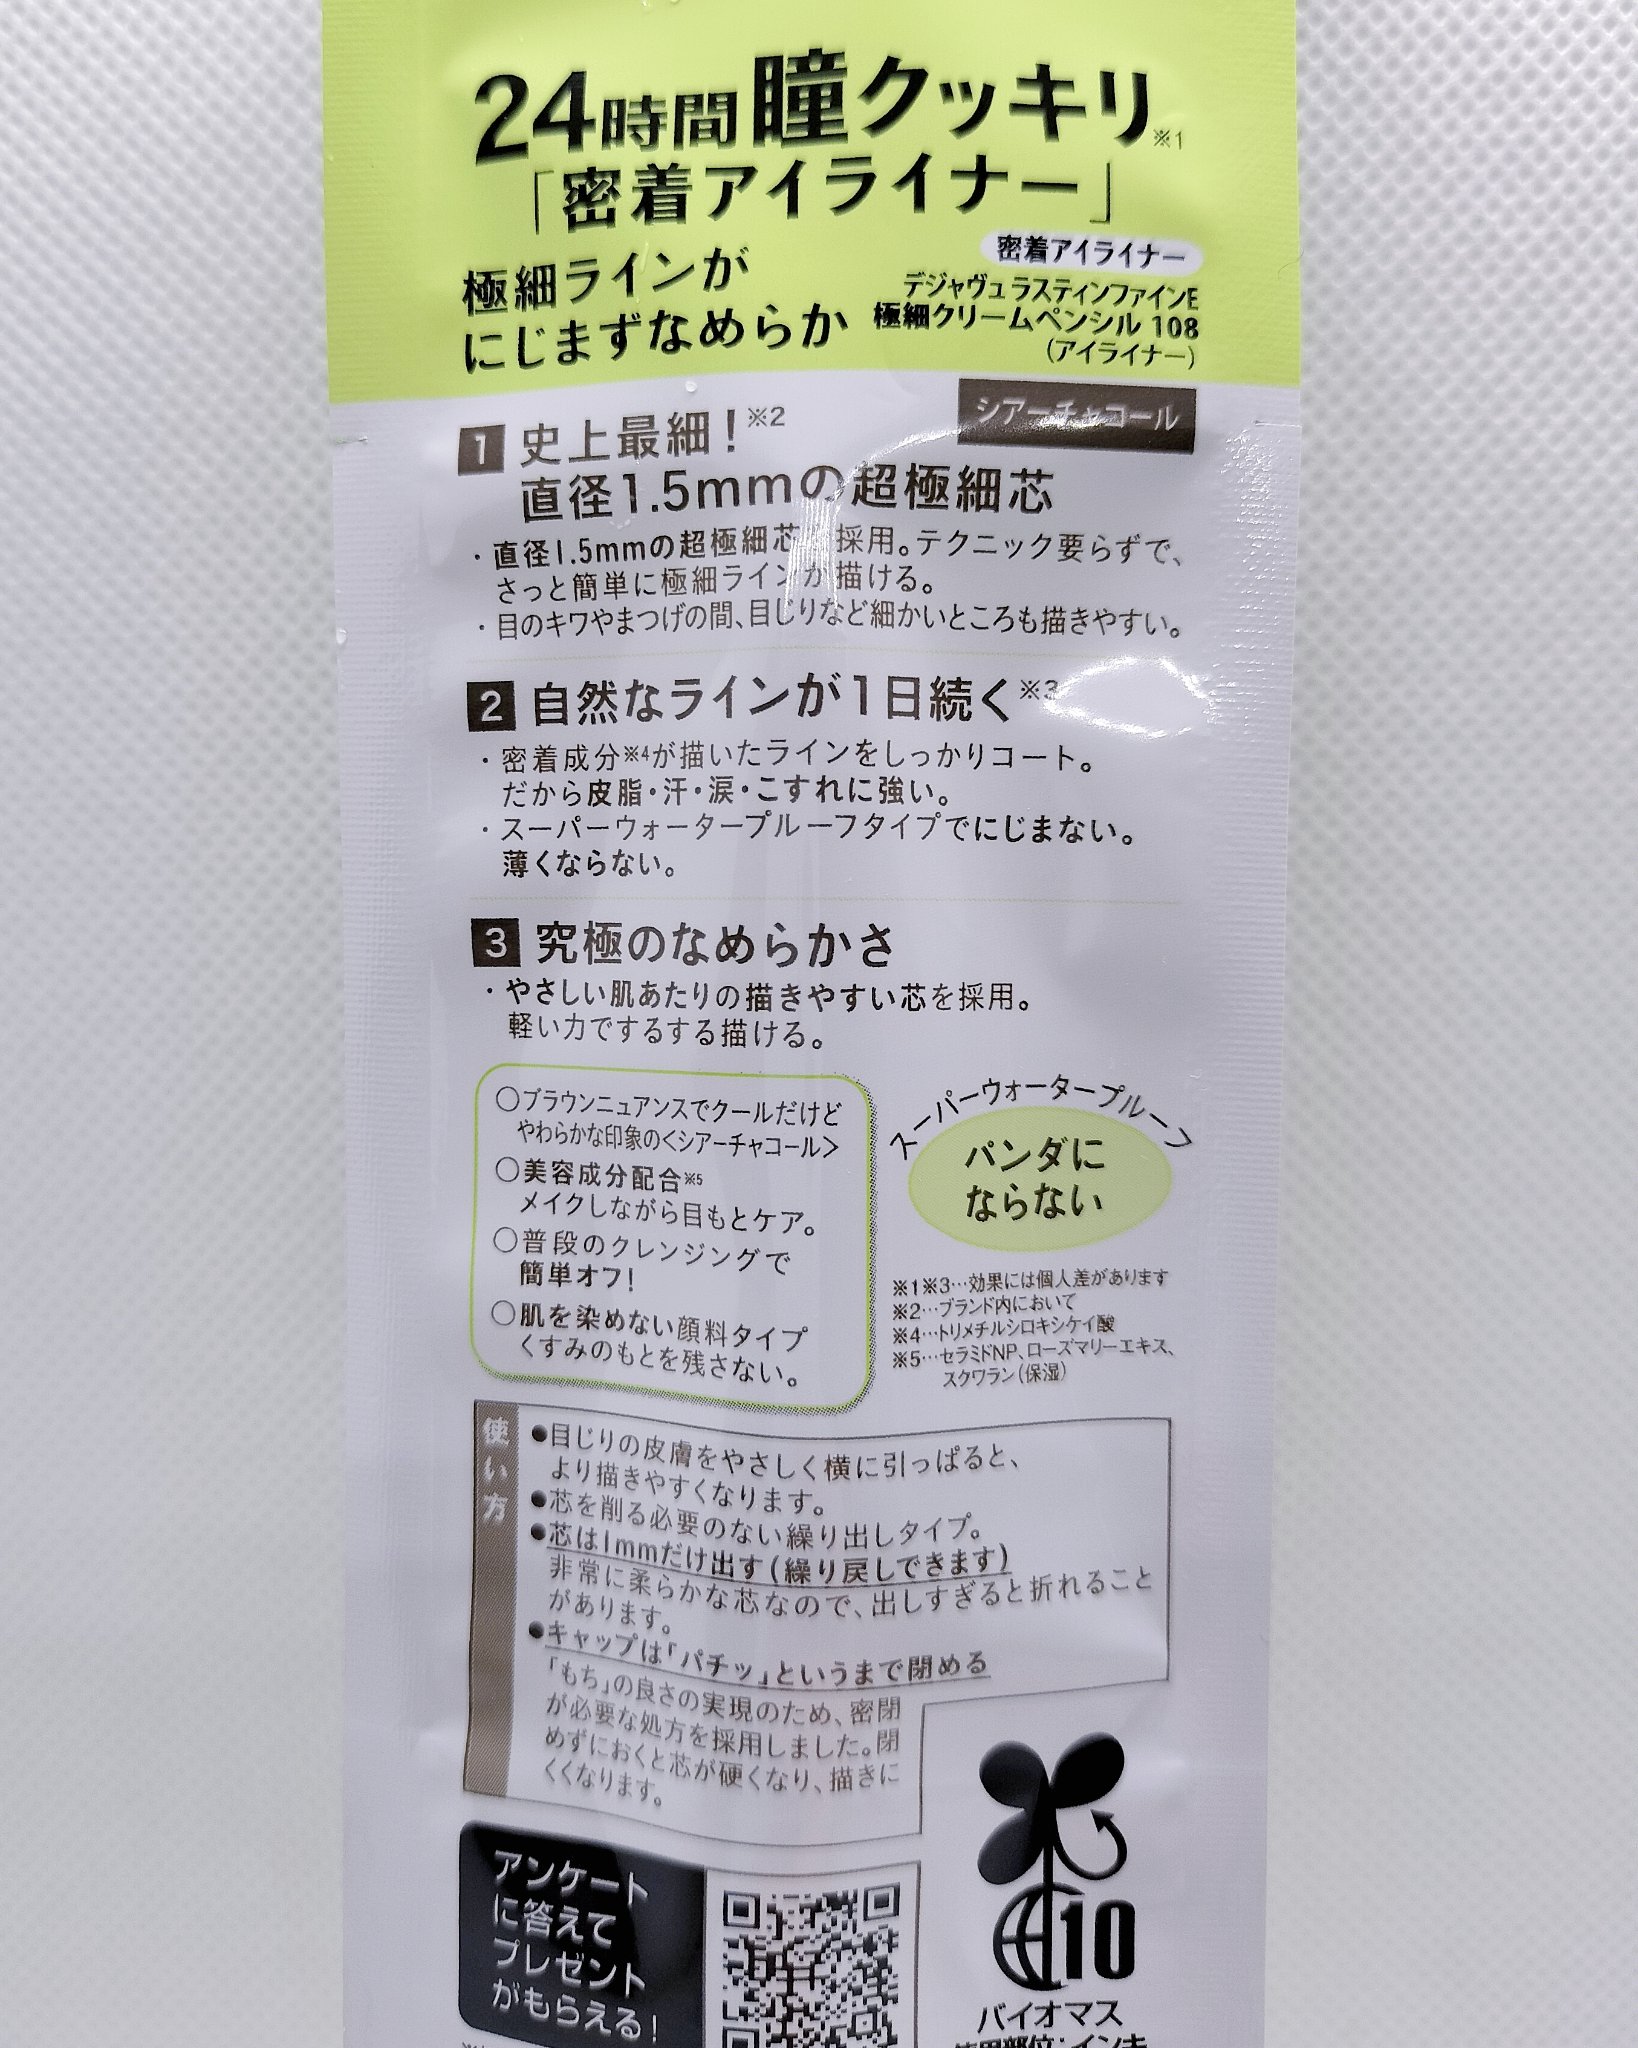 24時間瞳クッキリ※1
「密着アイライナー」
極細ラインが
にじまずなめらか
密着アイライナー
デジャヴュラスティンファインE
極細クリームペンシル 108
(アイライナー)
シアーチャコール
1 史上最細!※2
直径1.5mmの超極細芯
・直径1.5mmの超極細芯 採用。テクニック要らずで、
さっと簡単に極細ラインが描ける。
・目のキワやまつげの間、目じりなど細かいところも描きやすい。
2 自然なラインが1日続く※3
・密着成分※4が描いたラインをしっかりコート。
だから皮脂・汗・涙・こすれに強い。
・スーパーウォータープルーフタイプでにじまない。
薄くならない。
3 究極のなめらかさ
・やさしい肌あたりの描きやすい芯を採用。
軽い力でするする描ける。
○ブラウンニュアンスでクールだけど
やわらかな印象の<シアーチャコール>
○美容成分配合※5
メイクしながら目もとケア。
○普段のクレンジングで
簡単オフ!
○肌を染めない顔料タイプ
くすみのもとを残さない。
スーパーウォータープルーフ
パンダに
ならない
※1※3…効果には個人差があります
※2…ブランド内において
※4…トリメチルシロキシケイ酸
※5…セラミドNP、ローズマリーエキス、
スクワラン(保湿)
使い方
●目じりの皮膚をやさしく横に引っぱると、
より描きやすくなります。
●芯を削る必要のない繰り出しタイプ。
●芯は1mmだけ出す(繰り戻しできます)
非常に柔らかな芯なので、出しすぎると折れること
があります。
●キャップは「パチッ」というまで閉める
「もち」の良さの実現のため、密閉
が必要な処方を採用しました。閉
めずにおくと芯が硬くなり、描きに
くくなります。
アンケート
に答えて
プレゼント
がもらえる!
10
バイオマス
使用部位:インキ